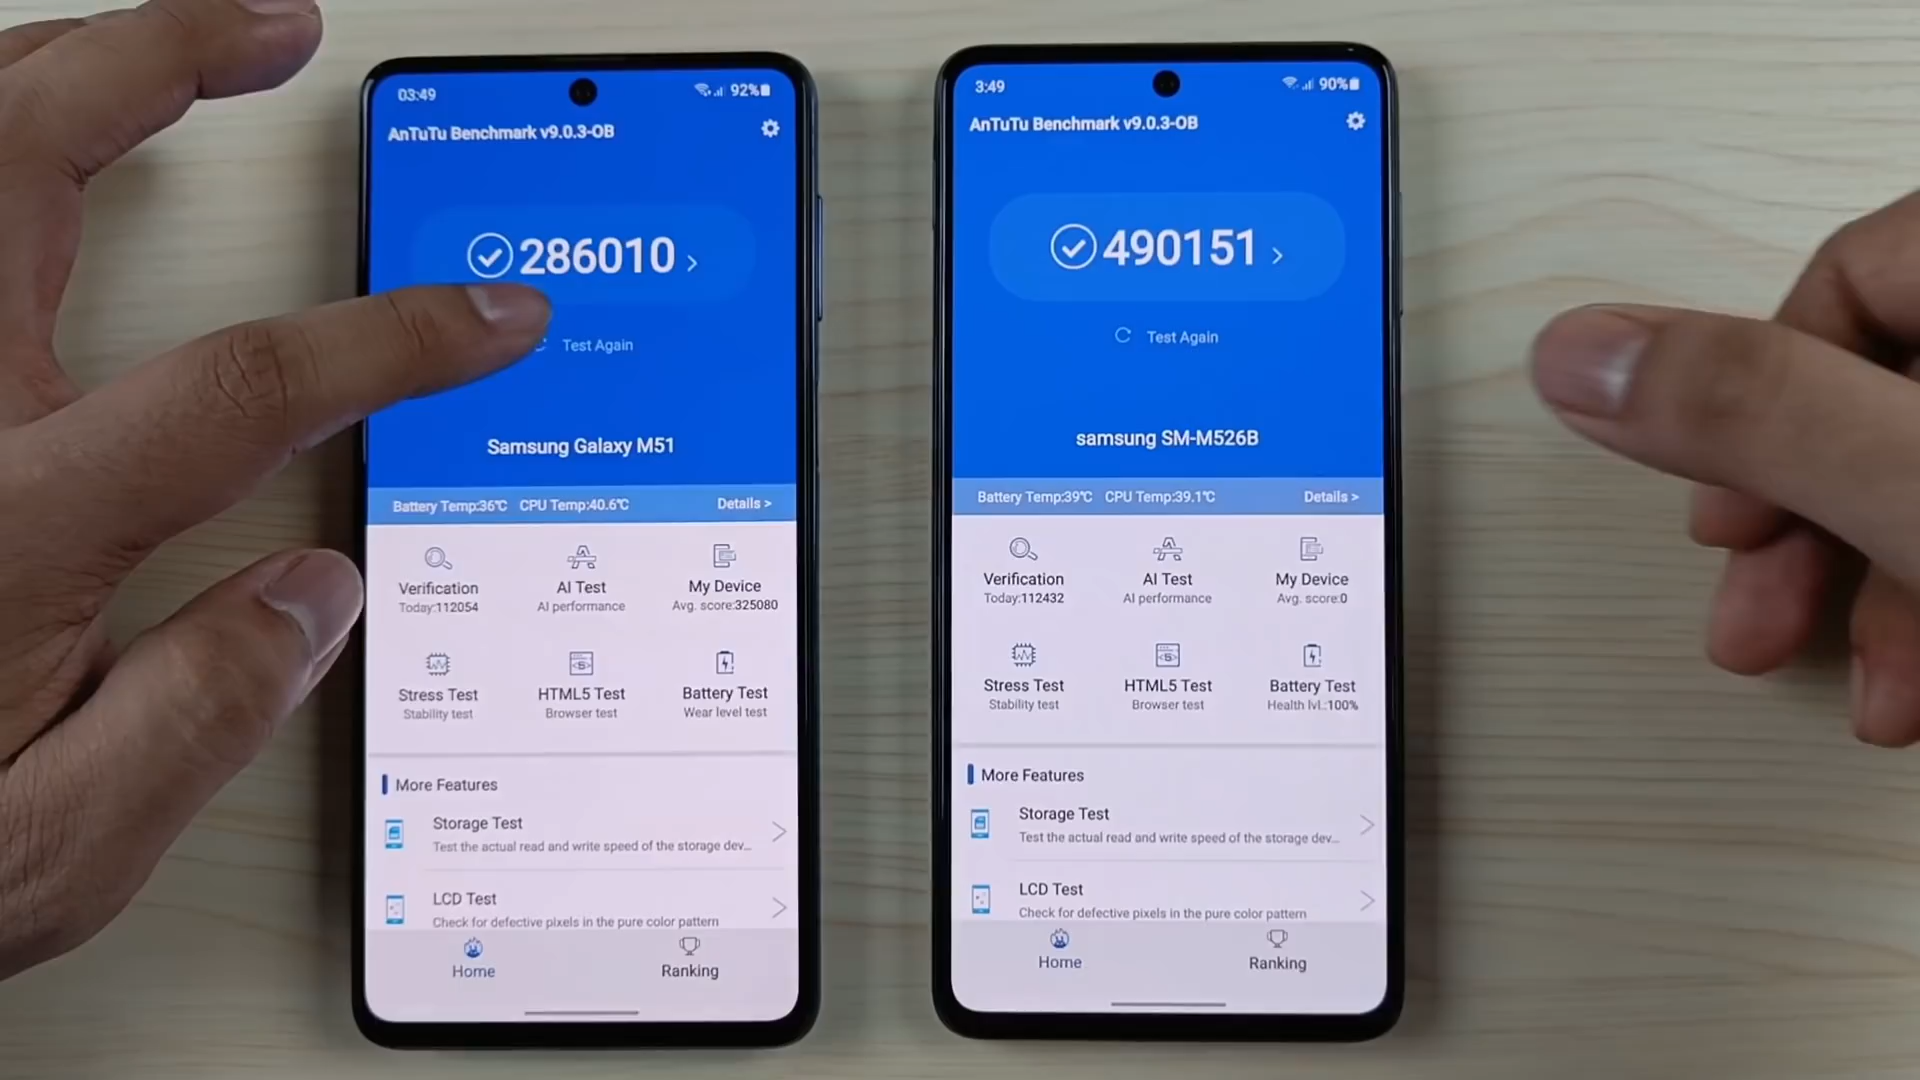 03:49
92%
AnTuTu Benchmark v9.0.3-OB
286010
Test Again
Samsung Galaxy M51
Battery Temp:36℃ CPU Temp:40.6℃ Details >
Verification AI Test My Device
Today:112054 AI performance Avg. score:325080
Stress Test HTML5 Test Battery Test
Stability test Browser test Wear level test
More Features
Storage Test
Test the actual read and write speed of the storage dev...
LCD Test
Check for defective pixels in the pure color pattern
Home Ranking
3:49
90%
AnTuTu Benchmark v9.0.3-OB
490151
Test Again
samsung SM-M526B
Battery Temp:39℃ CPU Temp:39.1℃ Details >
Verification AI Test My Device
Today:112432 AI performance Avg. score:0
Stress Test HTML5 Test Battery Test
Stability test Browser test Health lvl.:100%
More Features
Storage Test
Test the actual read and write speed of the storage dev...
LCD Test
Check for defective pixels in the pure color pattern
Home Ranking